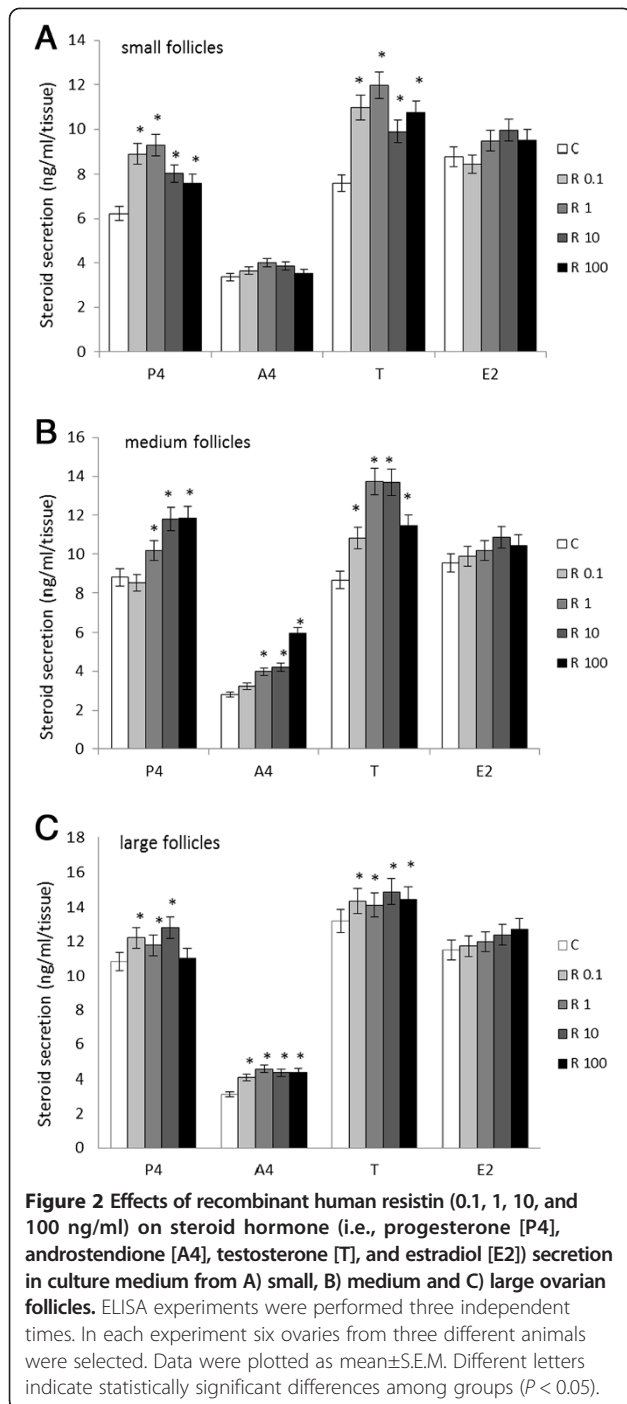 A
small follicles
Steroid secretion (ng/ml/tissue)
14
12
10
8
6
4
2
0
* * * *
* * * *
P4 A4 T E2
C
R 0.1
R 1
R 10
R 100
B
medium follicles
Steroid secretion (ng/ml/tissue)
16
14
12
10
8
6
4
2
0
* * *
* * *
* * * *
P4 A4 T E2
C
R 0.1
R 1
R 10
R 100
C
large follicles
Steroid secretion (ng/ml/tissue)
18
16
14
12
10
8
6
4
2
0
* * *
* * * *
* * * *
P4 A4 T E2
C
R 0.1
R 1
R 10
R 100
Figure 2 Effects of recombinant human resistin (0.1, 1, 10, and
100 ng/ml) on steroid hormone (i.e., progesterone [P4],
androstendione [A4], testosterone [T], and estradiol [E2]) secretion
in culture medium from A) small, B) medium and C) large ovarian
follicles. ELISA experiments were performed three independent
times. In each experiment six ovaries from three different animals
were selected. Data were plotted as mean±S.E.M. Different letters
indicate statistically significant differences among groups (P < 0.05).